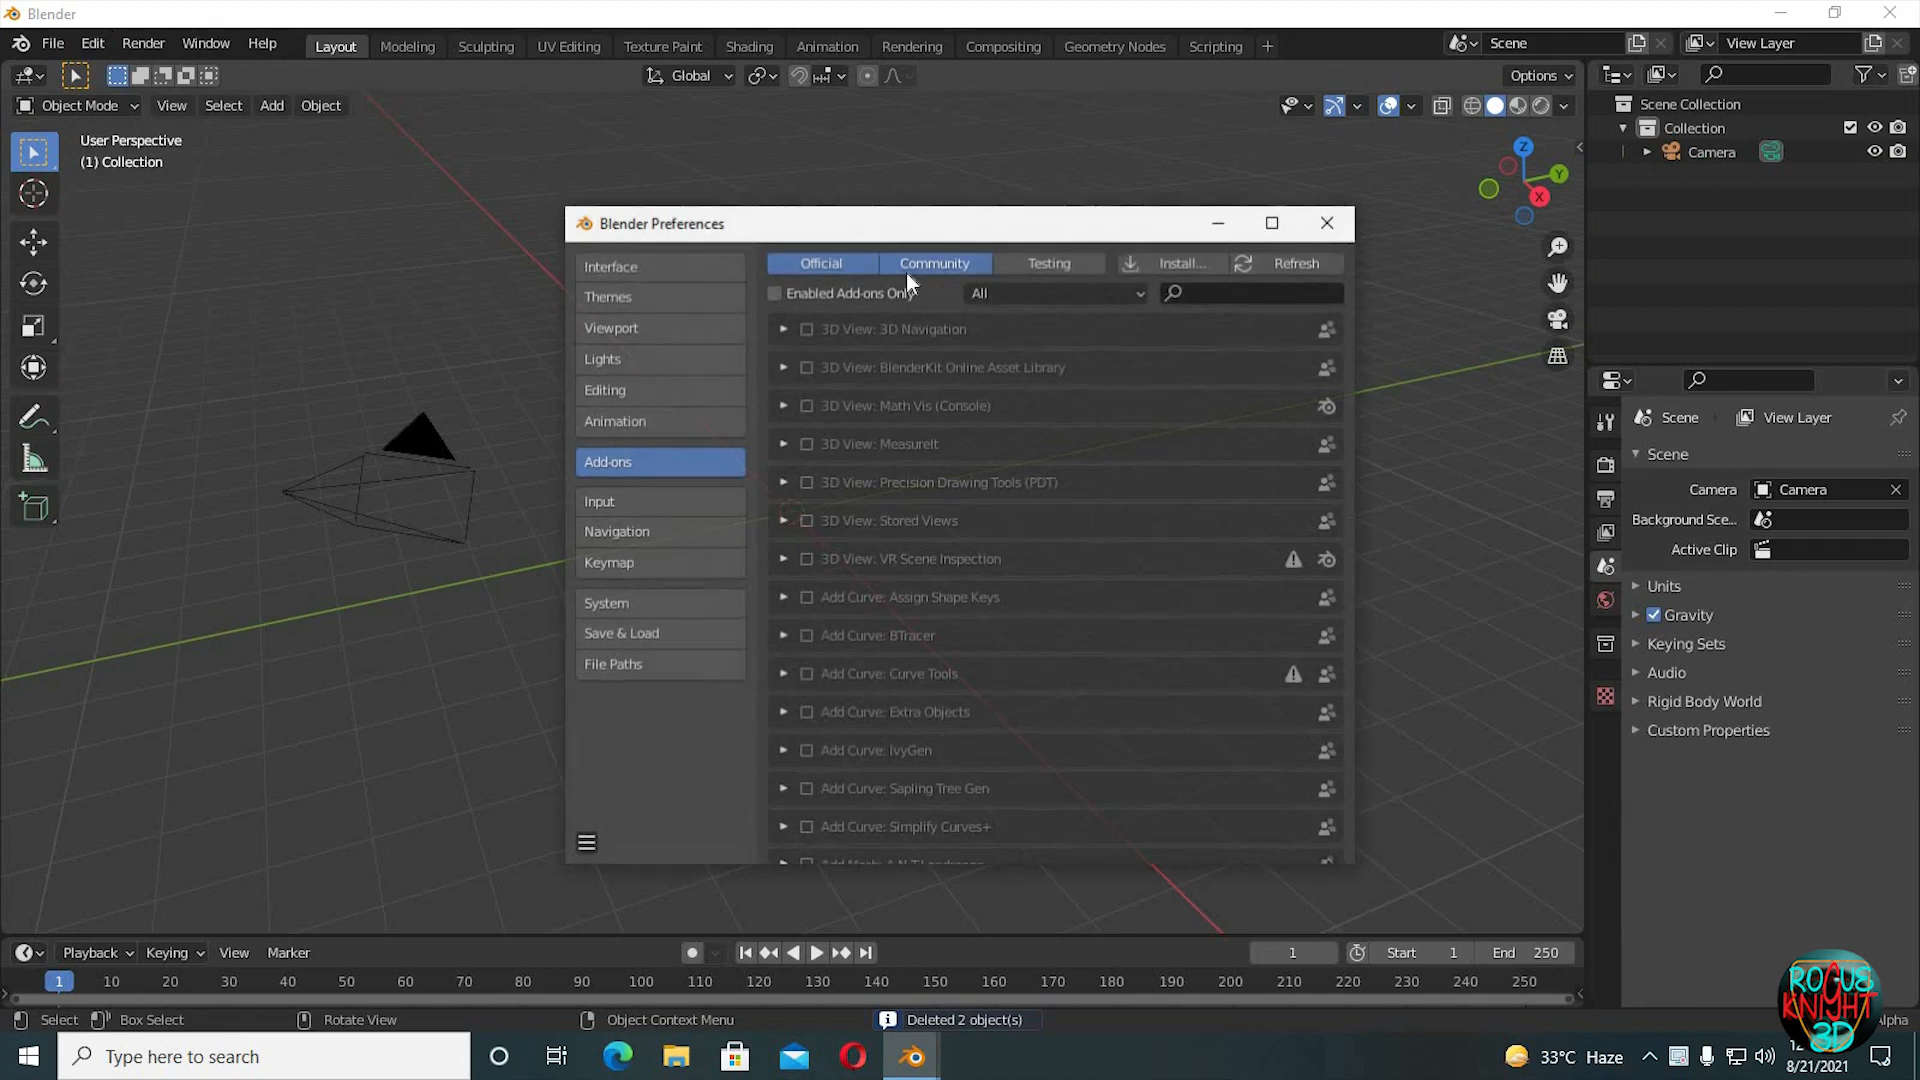 Blender
File Edit Render Window Help Layout Modeling Sculpting UV Editing Texture Paint Shading Animation Rendering Compositing Geometry Nodes Scripting + Scene View Layer
Global Options
Object Mode View Select Add Object
User Perspective
(1) Collection
Z
Y
X
Scene Collection
Collection
Camera
Blender Preferences
Interface
Themes
Viewport
Lights
Editing
Animation
Add-ons
Input
Navigation
Keymap
System
Save & Load
File Paths
Official Community Testing Install... Refresh
Enabled Add-ons Only All
3D View: 3D Navigation
3D View: BlenderKit Online Asset Library
3D View: Math Vis (Console)
3D View: MeasureIt
3D View: Precision Drawing Tools (PDT)
3D View: Stored Views
3D View: VR Scene Inspection
Add Curve: Assign Shape Keys
Add Curve: BTracer
Add Curve: Curve Tools
Add Curve: Extra Objects
Add Curve: IvyGen
Add Curve: Sapling Tree Gen
Add Curve: Simplify Curves+
Scene View Layer
Scene
Camera Camera
Background Sce...
Active Clip
Units
Gravity
Keying Sets
Audio
Rigid Body World
Custom Properties
Playback Keying View Marker 1 Start 1 End 250
1 10 20 30 40 50 60 70 80 90 100 110 120 130 140 150 160 170 180 190 200 210 220 230 240 250
Select Box Select Rotate View Object Context Menu Deleted 2 object(s)
ROGUE
KNIGHT
3D
Type here to search 33°C Haze
8/21/2021